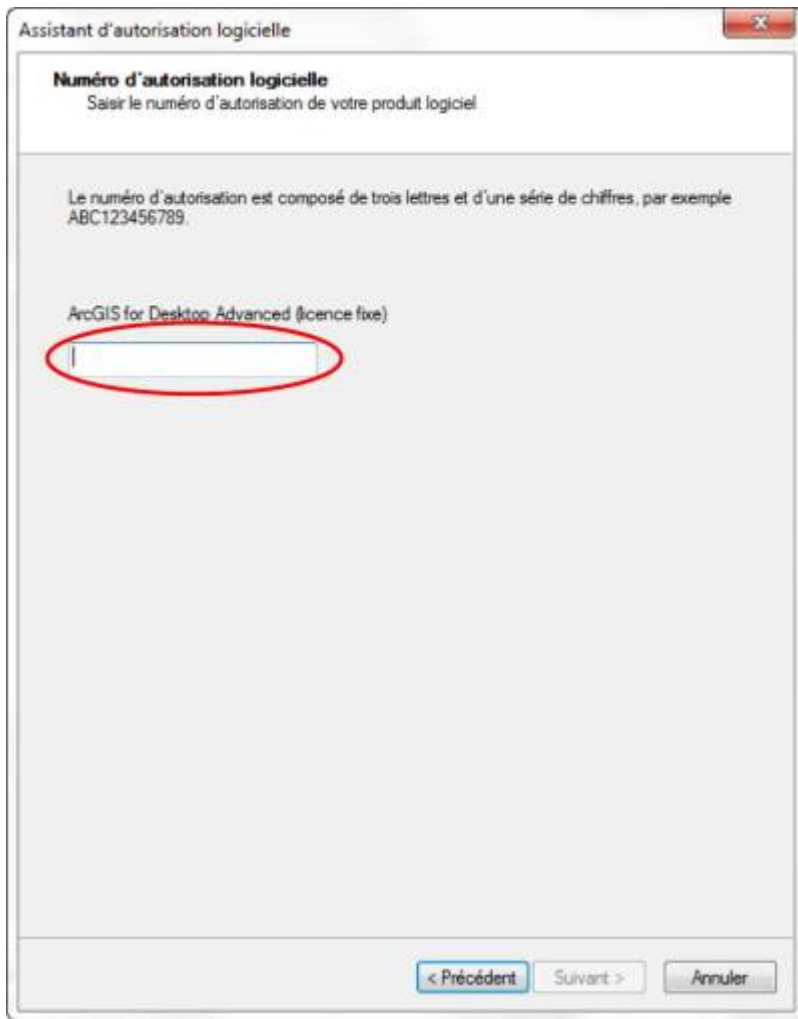 Assistant d'autorisation logicielle
Numéro d'autorisation logicielle
Saisir le numéro d'autorisation de votre produit logiciel
Le numéro d'autorisation est composé de trois lettres et d'une série de chiffres, par exemple
ABC123456789.
ArcGIS for Desktop Advanced (licence fixe)
< Précédent Suivant > Annuler